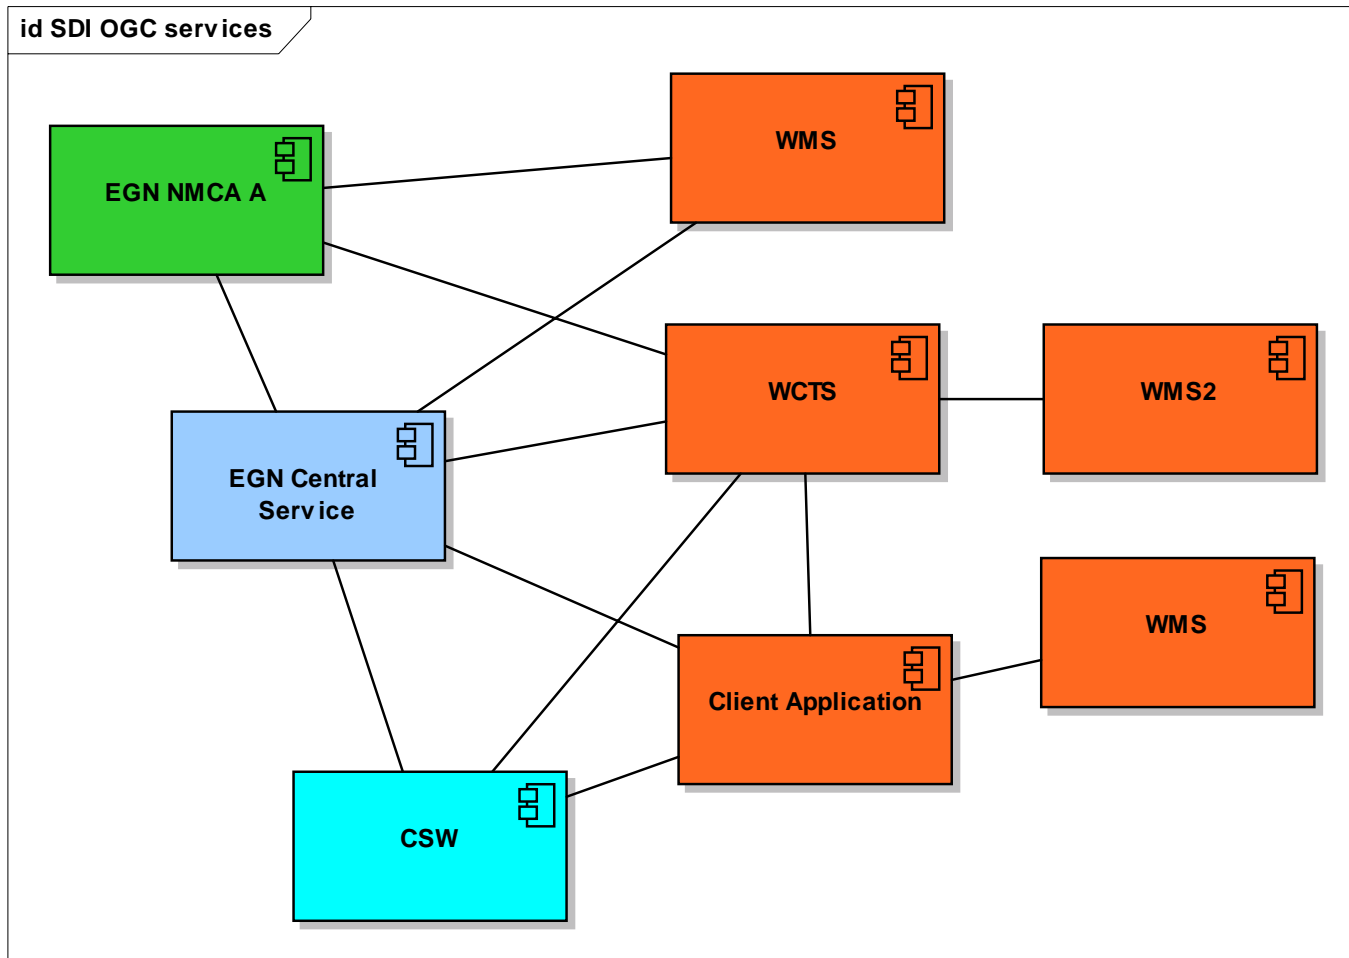 id SDI OGC services
WMS
EGN NMCA A
WCTS
WMS2
EGN Central
Service
WMS
Client Application
CSW